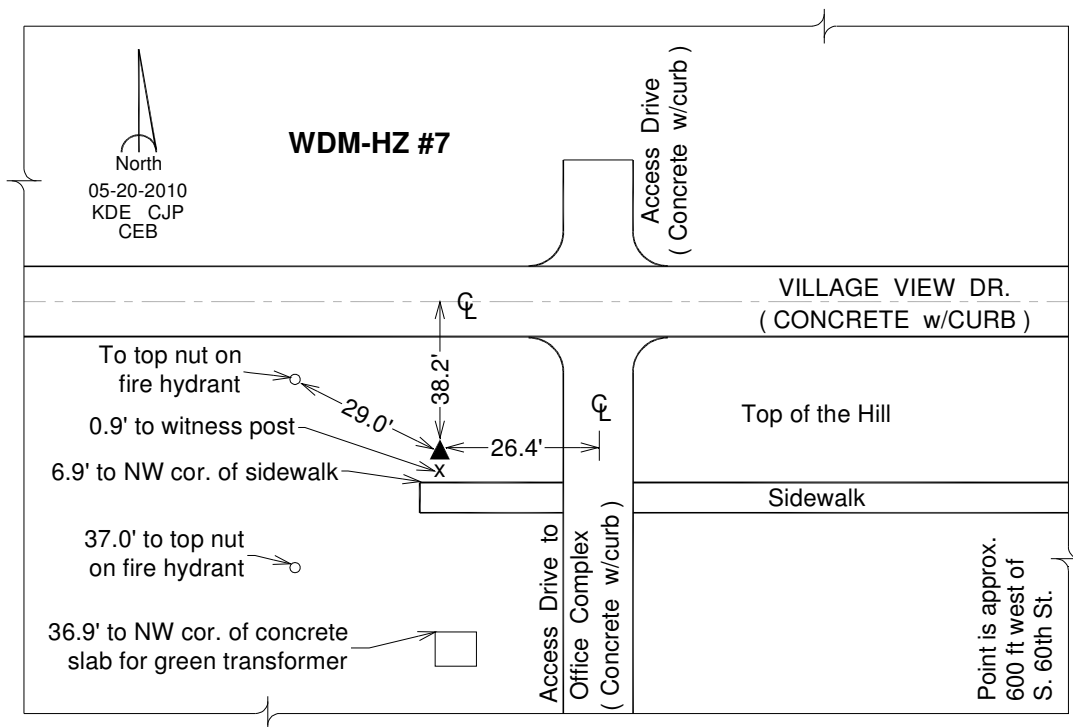 WDM-HZ #7
North
05-20-2010
KDE CJP
CEB
Access Drive
( Concrete w/curb )
VILLAGE VIEW DR.
( CONCRETE w/CURB )
℄
To top nut on
fire hydrant
29.0'
38.2'
0.9' to witness post
x
26.4'
℄
Top of the Hill
6.9' to NW cor. of sidewalk
Sidewalk
37.0' to top nut
on fire hydrant
36.9' to NW cor. of concrete
slab for green transformer
Access Drive to
Office Complex
( Concrete w/curb )
Point is approx.
600 ft west of
S. 60th St.